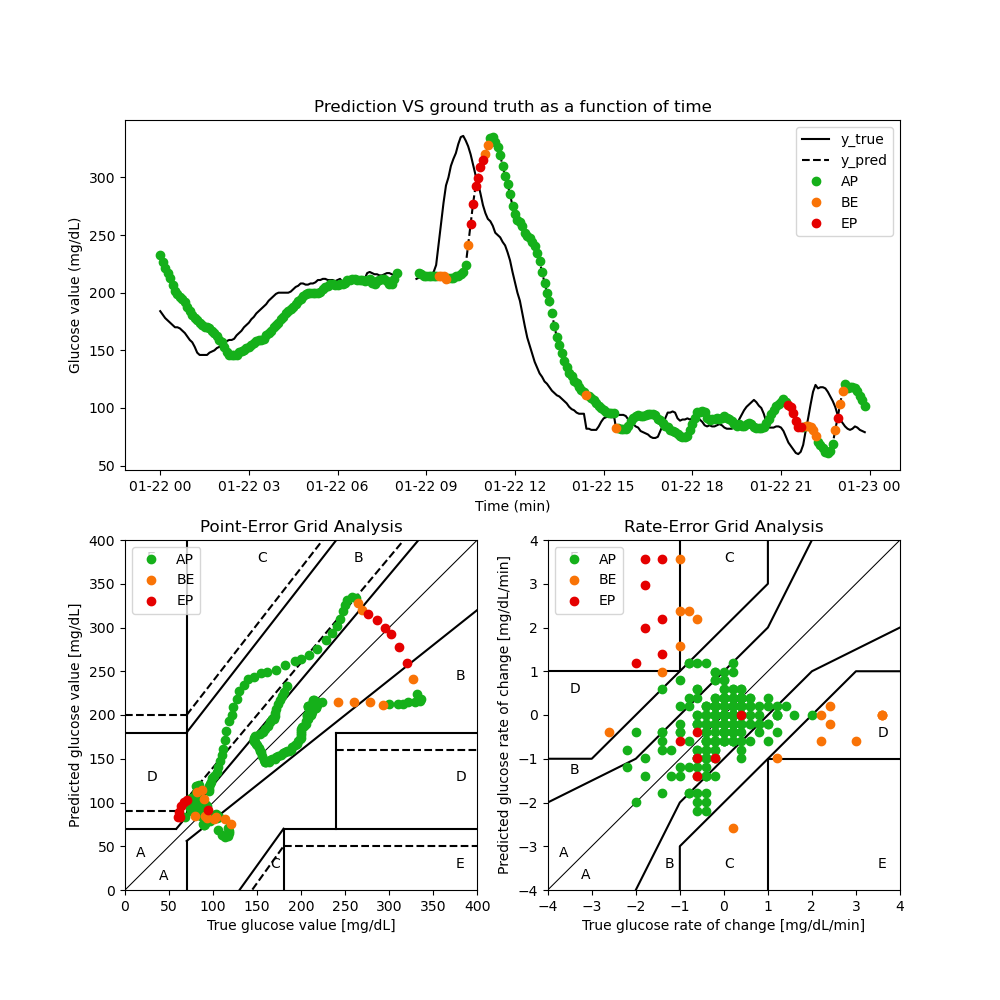 Prediction VS ground truth as a function of time
Glucose value (mg/dL)
300
250
200
150
100
50
y_true
y_pred
AP
BE
EP
01-22 00 01-22 03 01-22 06 01-22 09 01-22 12 01-22 15 01-22 18 01-22 21 01-23 00
Time (min)
Point-Error Grid Analysis
Predicted glucose value [mg/dL]
400
350
300
250
200
150
100
50
0
AP
BE
EP
C
B
B
D
D
A
A
C
E
0 50 100 150 200 250 300 350 400
True glucose value [mg/dL]
Rate-Error Grid Analysis
Predicted glucose rate of change [mg/dL/min]
4
3
2
1
0
−1
−2
−3
−4
AP
BE
EP
C
D
D
B
A
A
B
C
E
−4 −3 −2 −1 0 1 2 3 4
True glucose rate of change [mg/dL/min]